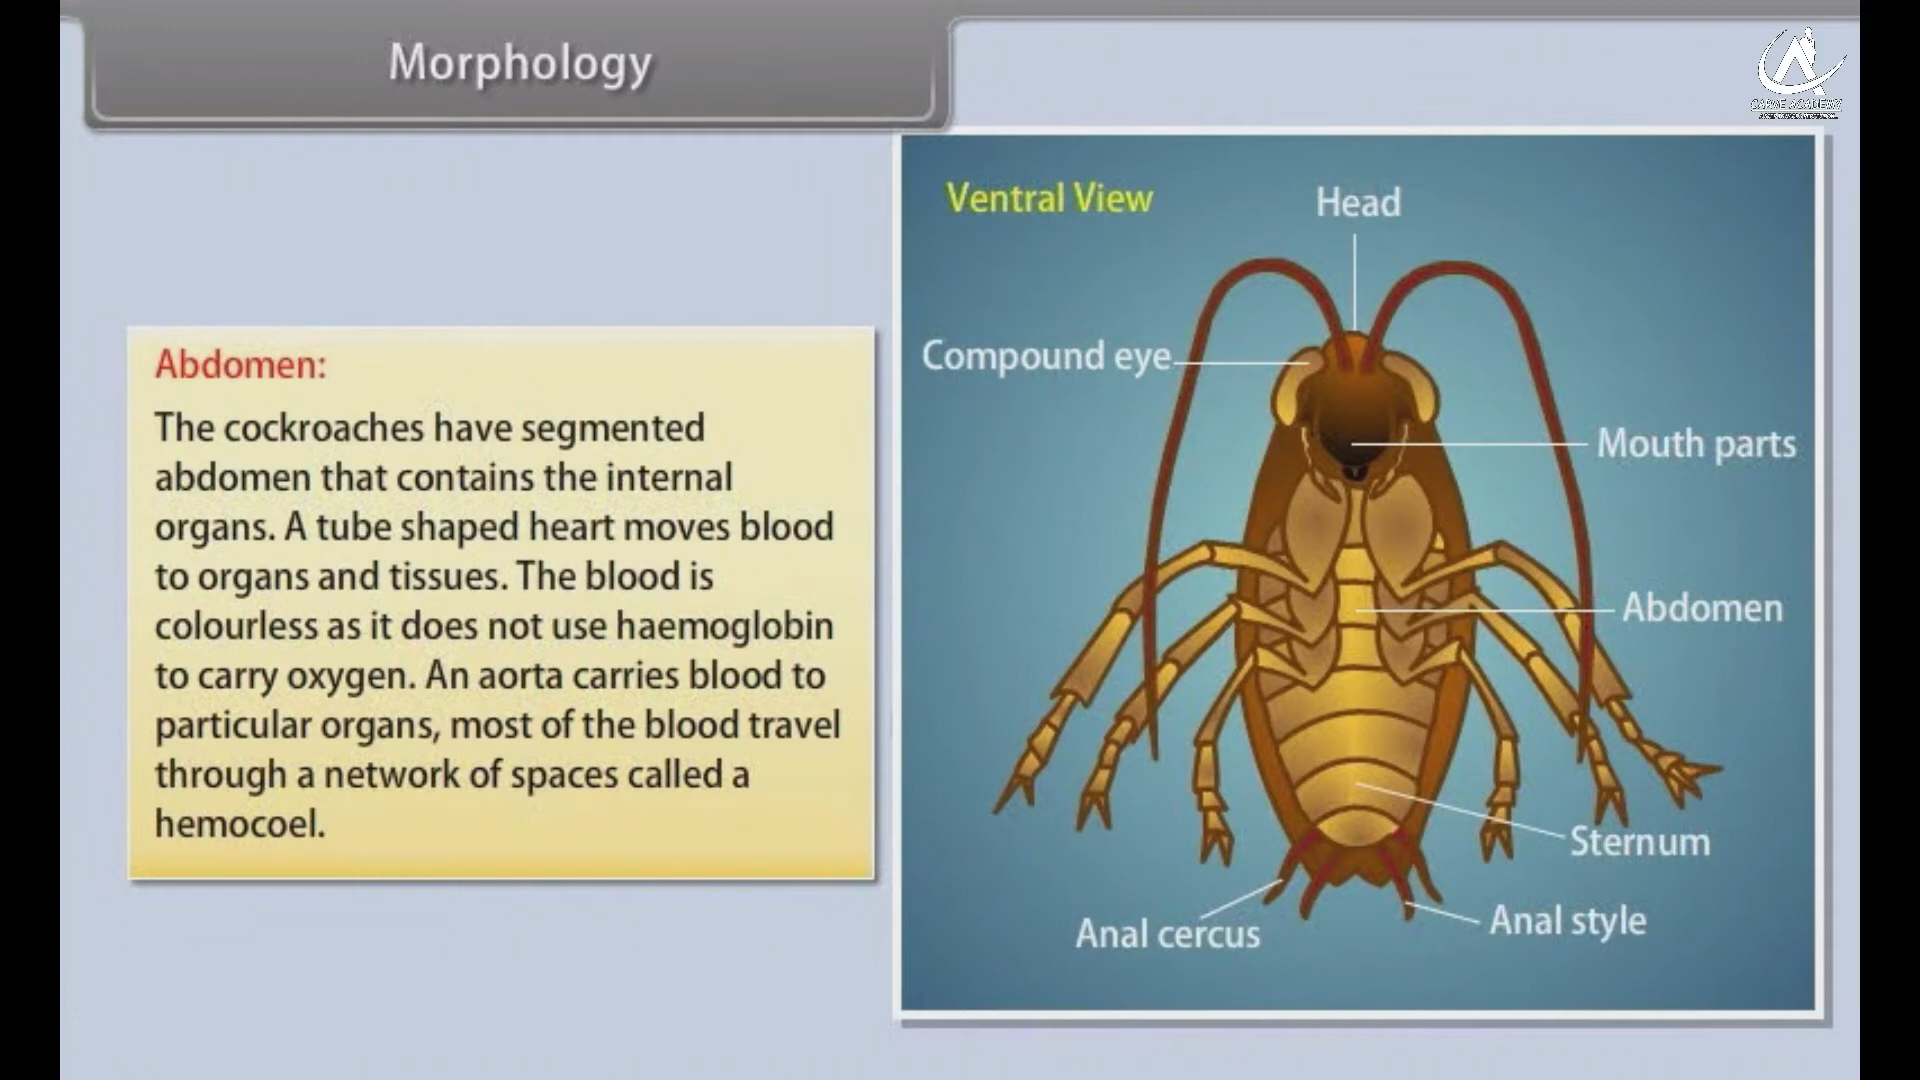 Morphology
CARVE ACADEMY
Ventral View
Head
Compound eye
Mouth parts
Abdomen
Sternum
Anal style
Anal cercus
Abdomen:
The cockroaches have segmented
abdomen that contains the internal
organs. A tube shaped heart moves blood
to organs and tissues. The blood is
colourless as it does not use haemoglobin
to carry oxygen. An aorta carries blood to
particular organs, most of the blood travel
through a network of spaces called a
hemocoel.